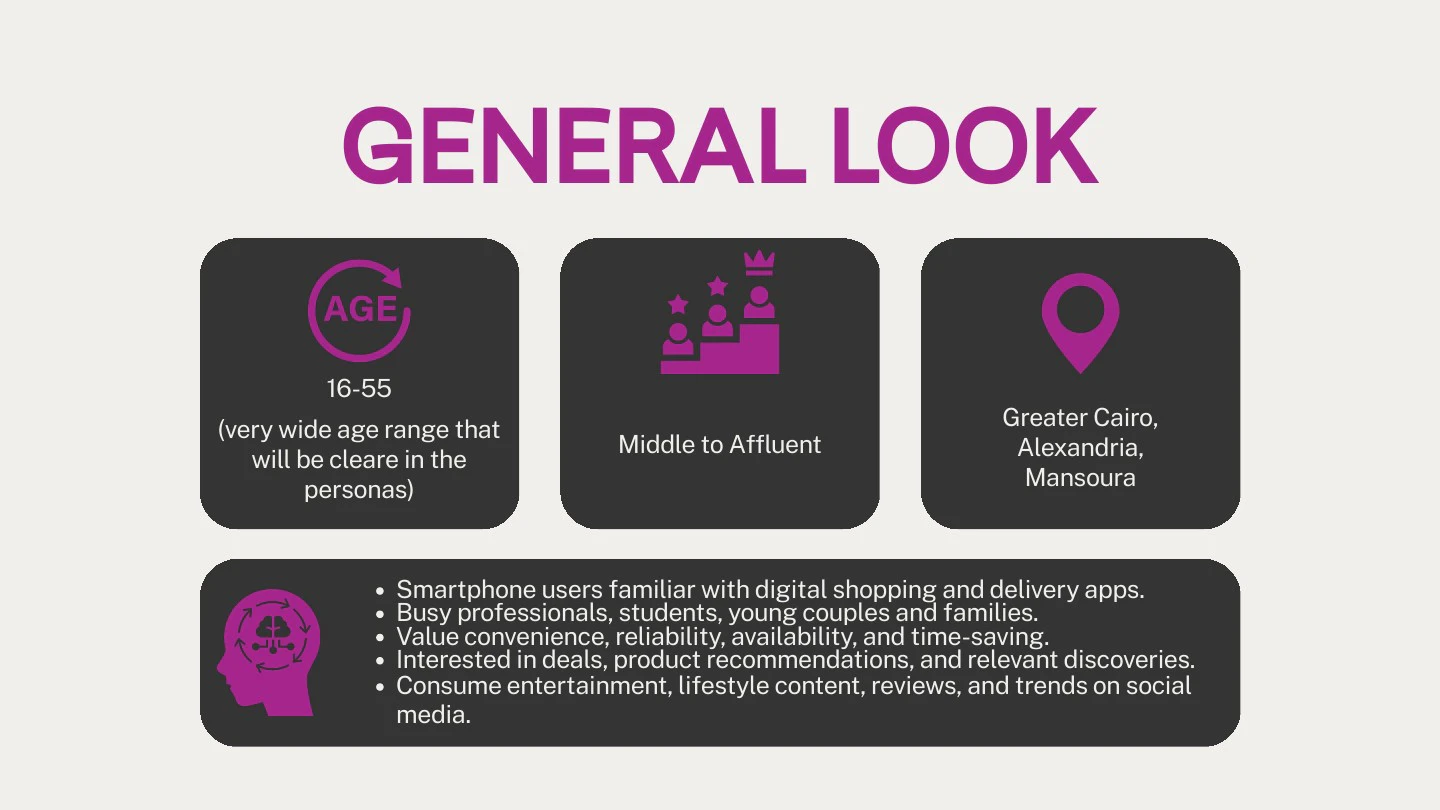 GENERAL LOOK
AGE
16-55
(very wide age range that
will be cleare in the
personas)
Middle to Affluent
Greater Cairo,
Alexandria,
Mansoura
• Smartphone users familiar with digital shopping and delivery apps.
• Busy professionals, students, young couples and families.
• Value convenience, reliability, availability, and time-saving.
• Interested in deals, product recommendations, and relevant discoveries.
• Consume entertainment, lifestyle content, reviews, and trends on social
media.